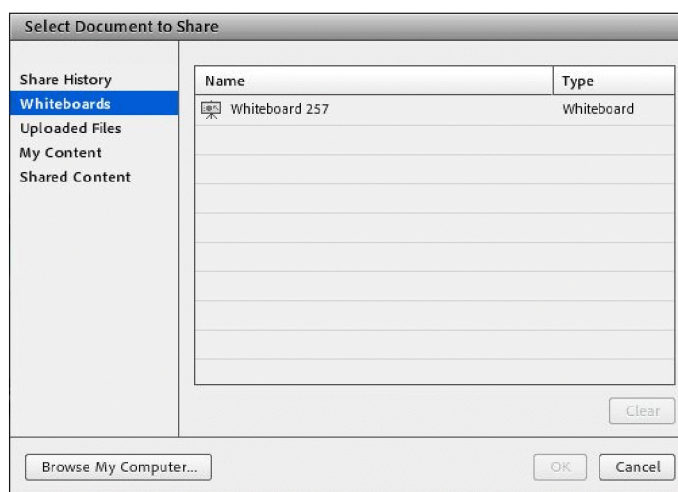 Select Document to Share
Share History
Whiteboards
Uploaded Files
My Content
Shared Content
Name Type
Whiteboard 257 Whiteboard
Clear
Browse My Computer... OK Cancel